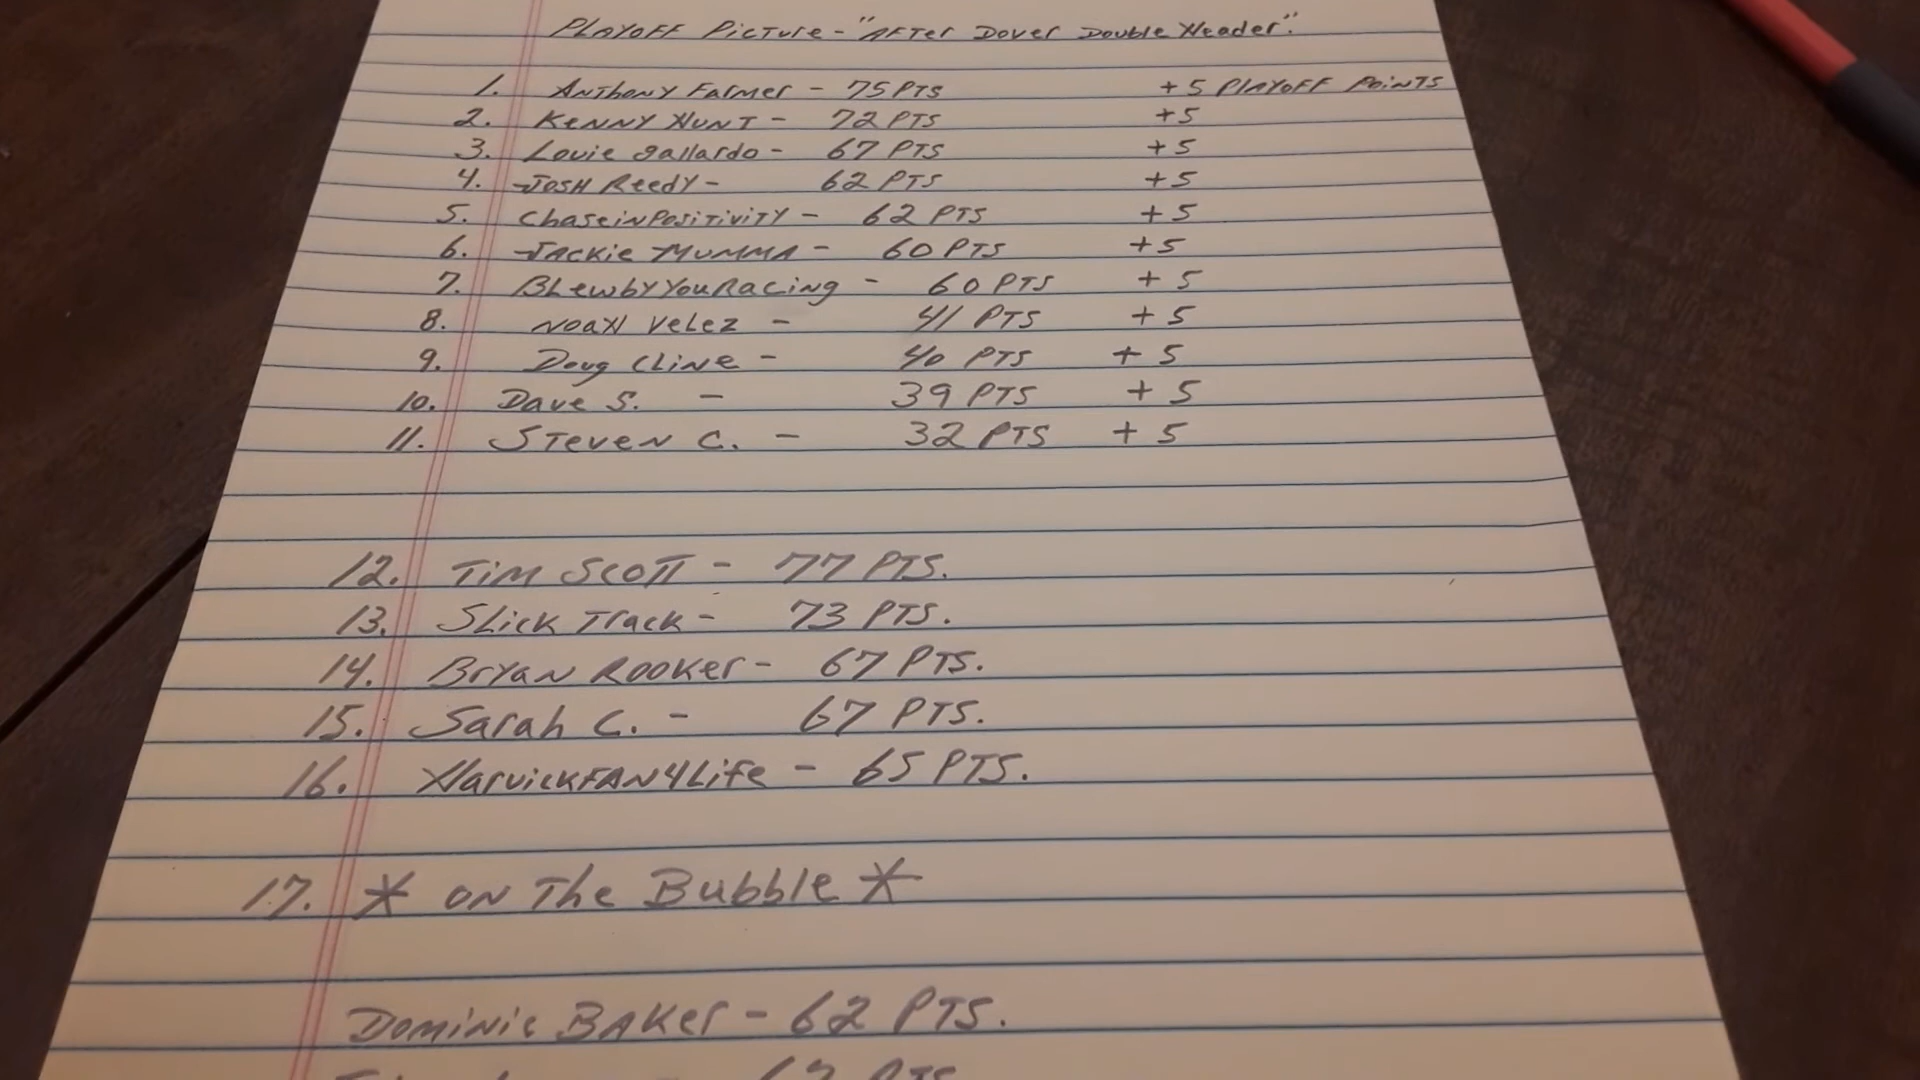 Playoff Picture - "After Dover Double Header".
1. Anthony Farmer - 75 PTS +5 Playoff Points
2. Kenny Hunt - 72 PTS +5
3. Louie Gallardo - 67 PTS +5
4. Josh Reedy - 62 PTS +5
5. ChaseinPositivity - 62 PTS +5
6. Jackie Mumma - 60 PTS +5
7. BlewbyYouRacing - 60 PTS +5
8. Noah Velez - 41 PTS +5
9. Doug Cline - 40 PTS +5
10. Dave S. - 39 PTS +5
11. Steven C. - 32 PTS +5
12. Tim Scott - 77 PTS.
13. Slick Track - 73 PTS.
14. Bryan Rooker - 67 PTS.
15. Sarah C. - 67 PTS.
16. HarvickFan4Life - 65 PTS.
17. * on The Bubble *
Dominic Baker - 62 PTS.
PTS